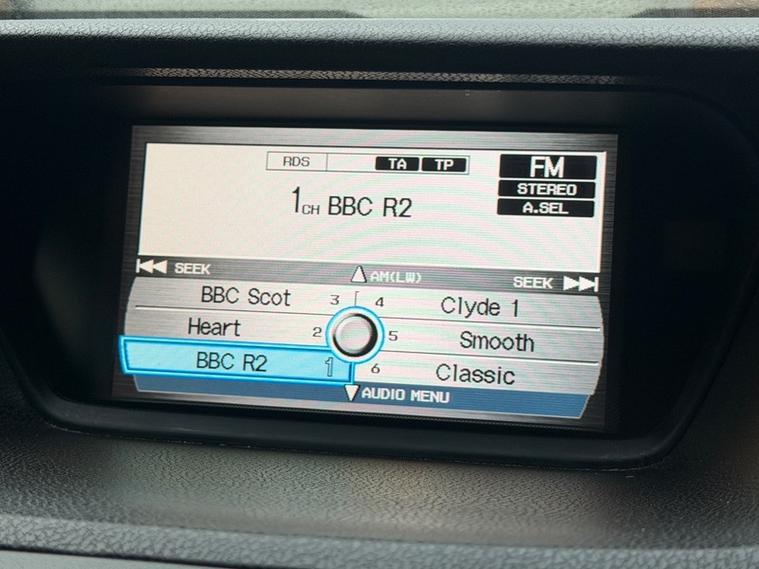 RDS TA TP FM
STEREO
A.SEL
1CH BBC R2
SEEK AM(LW) SEEK
BBC Scot 3 4 Clyde 1
Heart 2 5 Smooth
BBC R2 1 6 Classic
AUDIO MENU